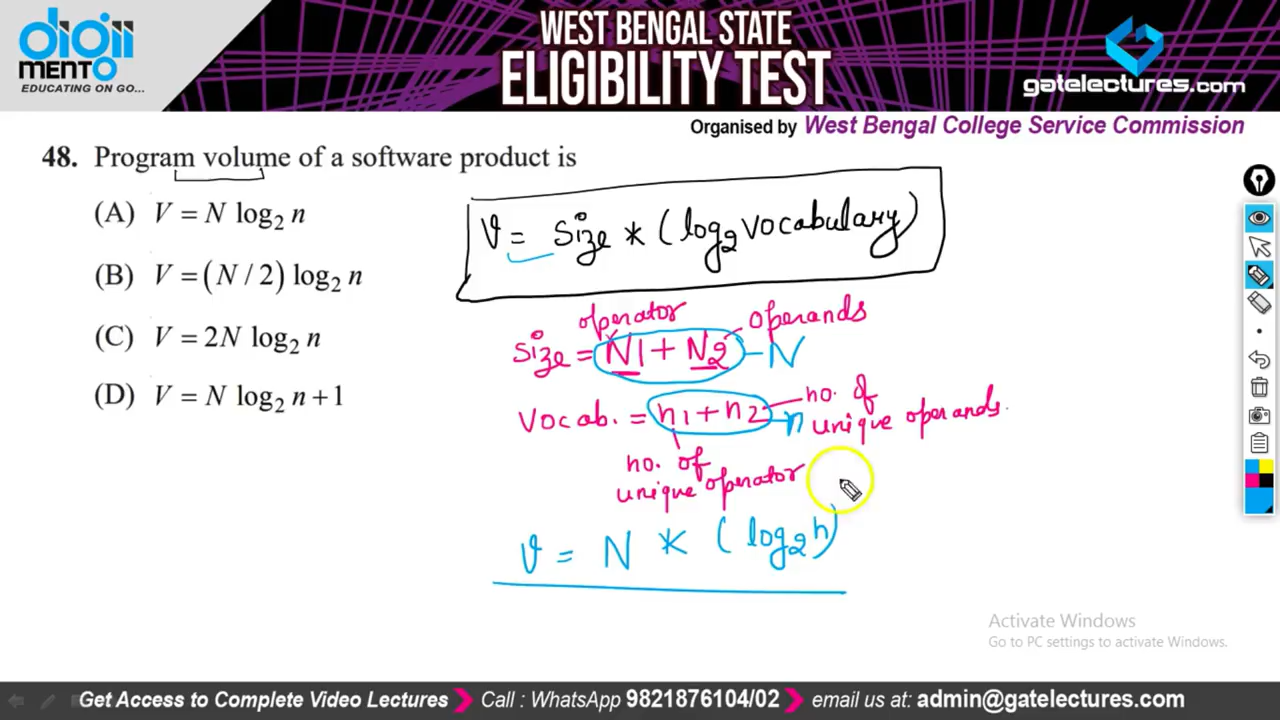 digii
MENTO
EDUCATING ON GO...
WEST BENGAL STATE
ELIGIBILITY TEST
gatelectures.com
Organised by West Bengal College Service Commission
48. Program volume of a software product is
(A) V = N log₂ n
(B) V = (N / 2) log₂ n
(C) V = 2N log₂ n
(D) V = N log₂ n + 1
V = Size * (log₂ Vocabulary)
operator operands
Size = N1 + N2 - N
Vocab. = n1 + n2 n
no. of
unique operands.
no. of
unique operator
V = N * (log₂ n)
Activate Windows
Go to PC settings to activate Windows.
Get Access to Complete Video Lectures Call : WhatsApp 9821876104/02 email us at: admin@gatelectures.com